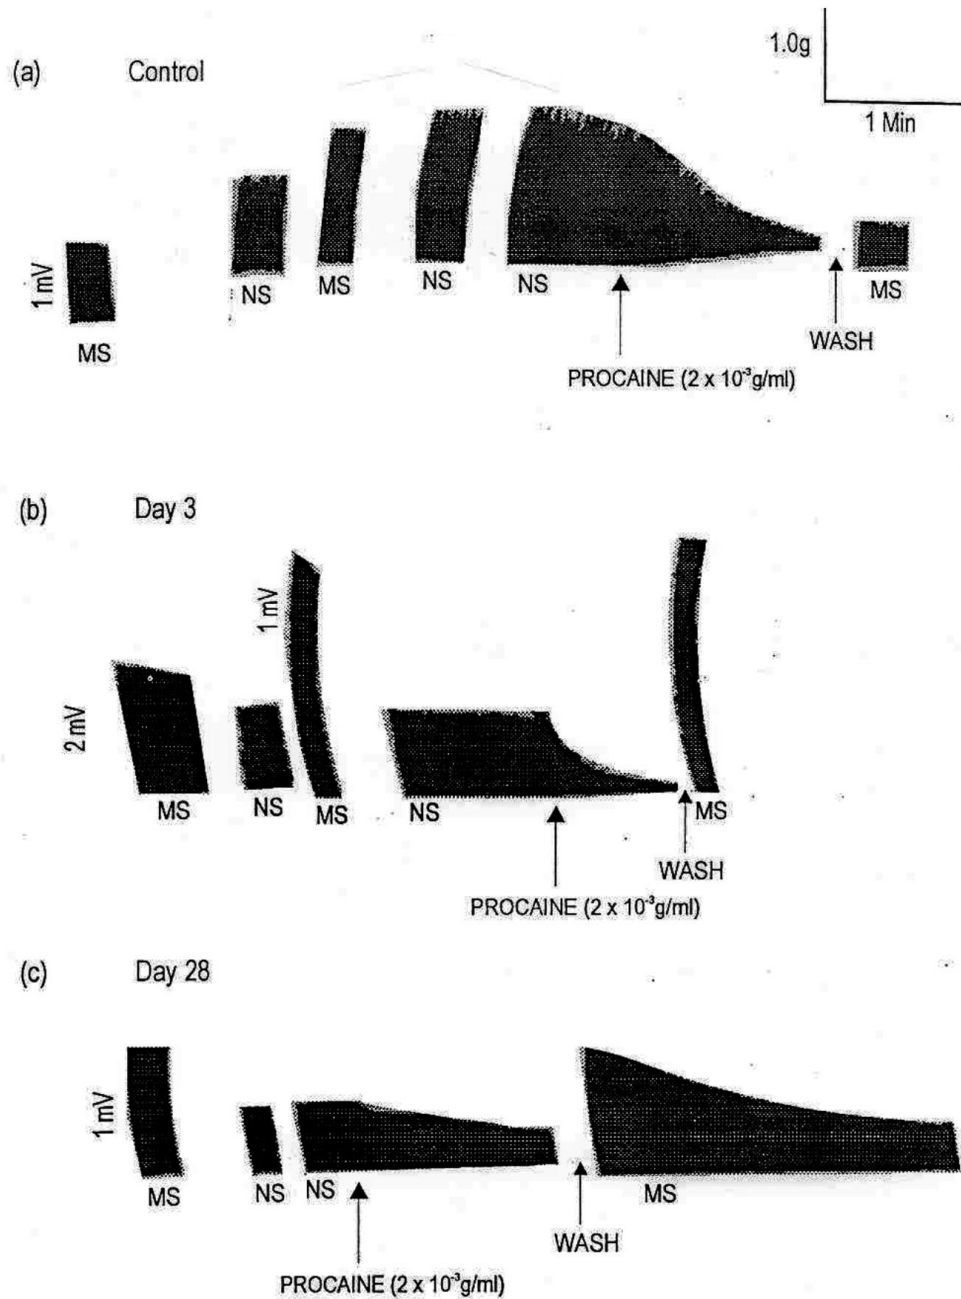 (a) Control
1.0g
1 Min
1 mV
MS
NS
MS
NS
NS
MS
WASH
PROCAINE (2 x 10⁻³g/ml)
(b) Day 3
1 mV
2 mV
MS
NS
MS
NS
MS
WASH
PROCAINE (2 x 10⁻³g/ml)
(c) Day 28
1 mV
MS
NS
NS
MS
WASH
PROCAINE (2 x 10⁻³g/ml)